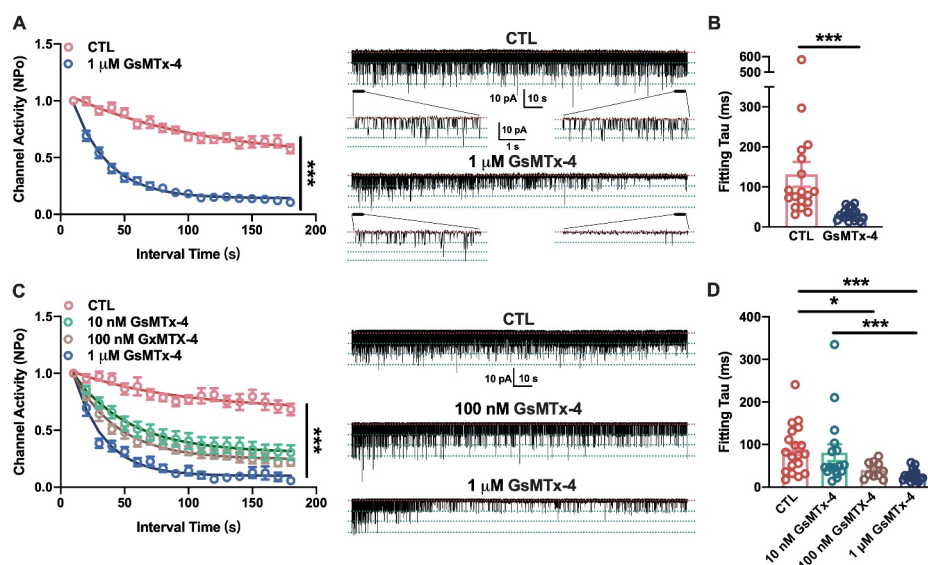 A
1.5
1.0
0.5
0.0
Channel Activity (NPo)
CTL
1 μM GsMTx-4
***
0 50 100 150 200
Interval Time (s)
CTL
10 pA 10 s
10 pA
1 s
1 μM GsMTx-4
B
***
600
500
300
200
100
0
Fitting Tau (ms)
CTL GsMTx-4
C
CTL
10 nM GsMTx-4
100 nM GxMTX-4
1 μM GsMTx-4
1.5
1.0
0.5
0.0
Channel Activity (NPo)
***
0 50 100 150 200
Interval Time (s)
CTL
10 pA 10 s
100 nM GsMTx-4
1 μM GsMTx-4
D
***
*
***
400
300
200
100
0
Fitting Tau (ms)
CTL
10 nM GsMTx-4
100 nM GsMTX-4
1 μM GsMTx-4